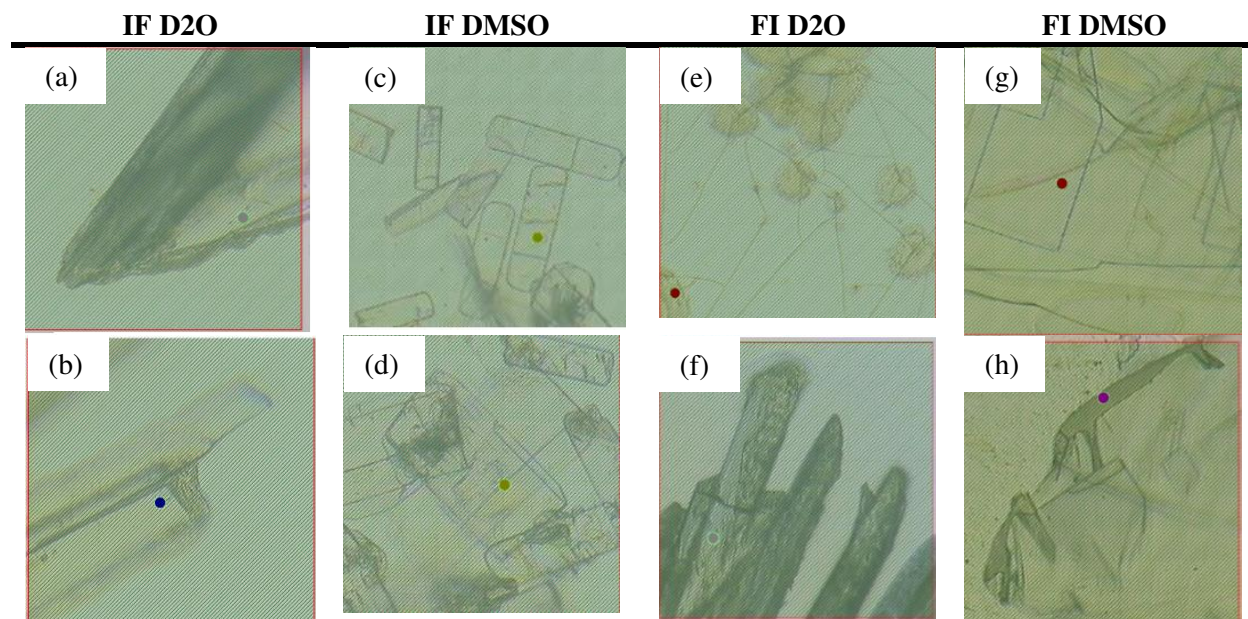 IF D2O IF DMSO FI D2O FI DMSO
(a) (c) (e) (g)
(b) (d) (f) (h)